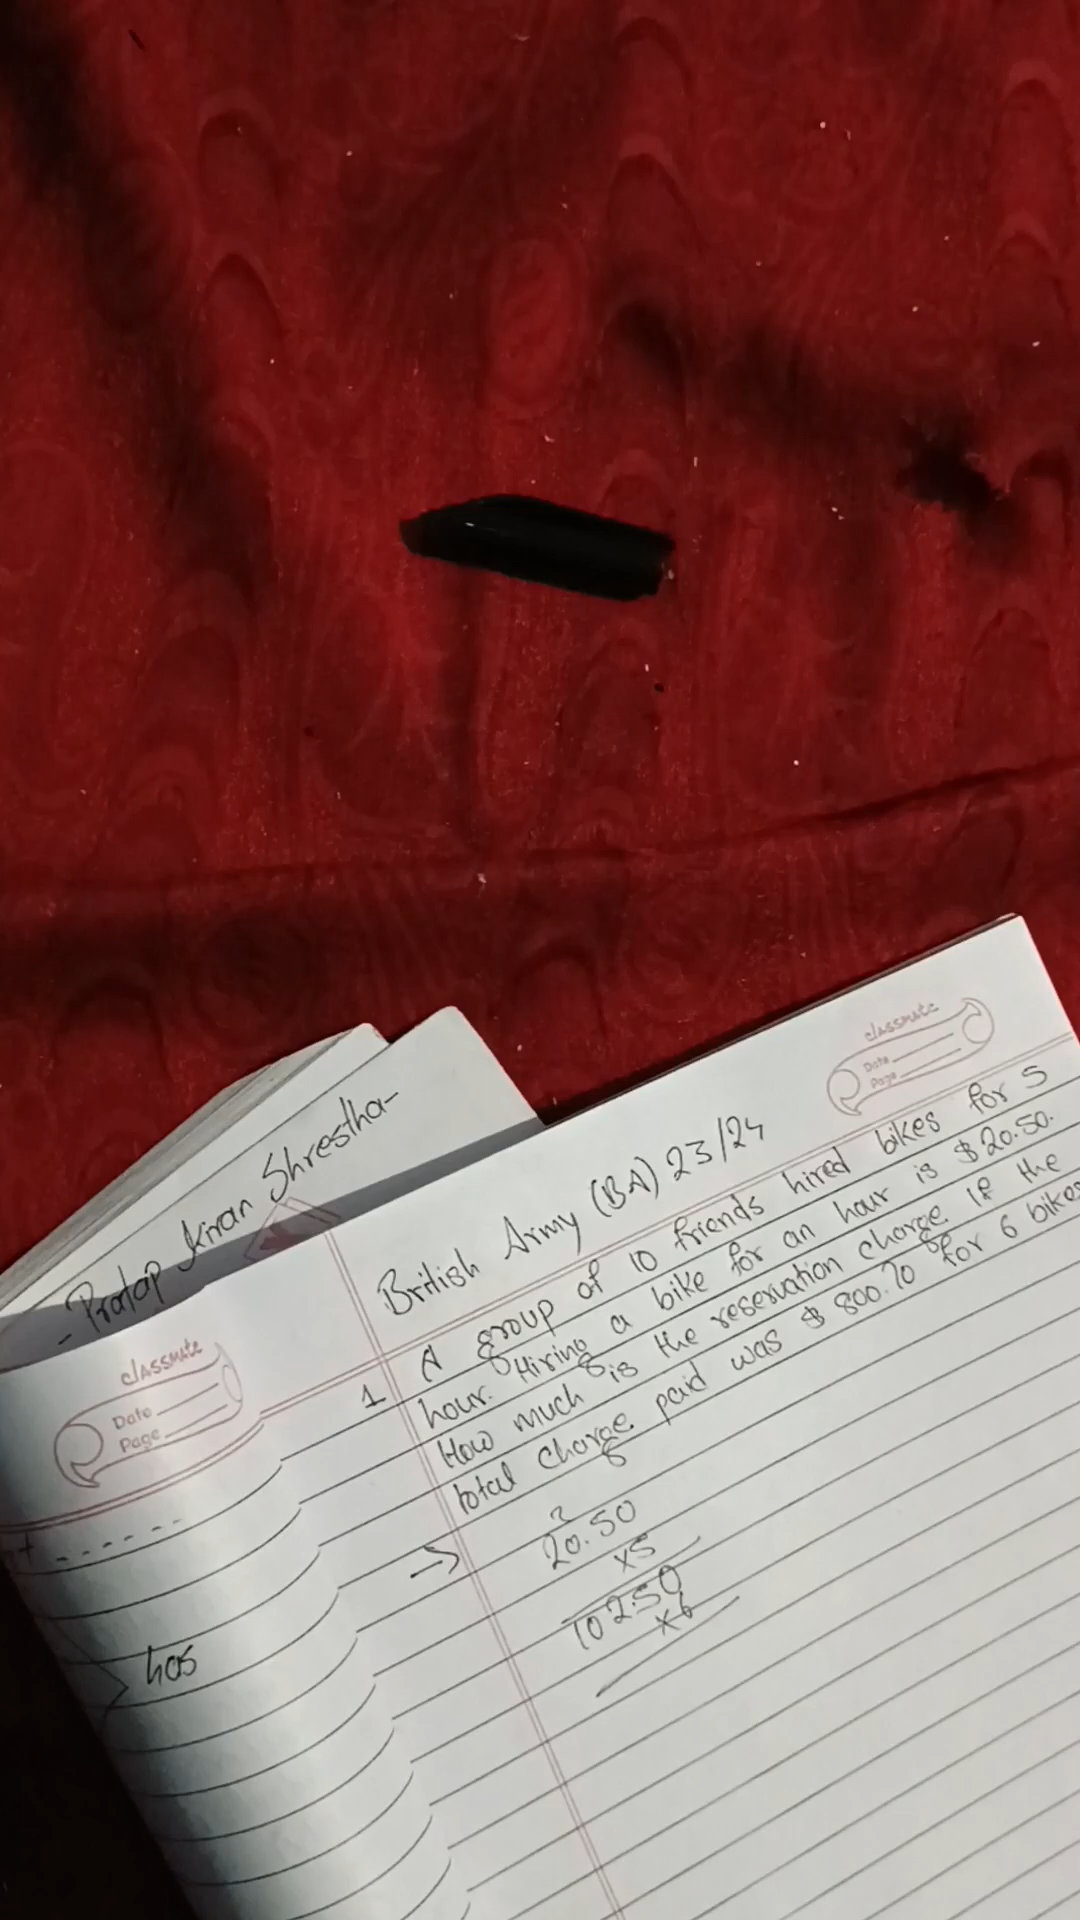 - Pratap Kiran Shrestha-
classmate
Date
Page
has
classmate
Date
Page
British Army (BA) 23/24
1 A group of 10 friends hired bikes for 5
hour. Hiring a bike for an hour is $20.50.
How much is the reservation charge if the
total charge paid was $ 800.70 for 6 bikes
→ 2
20.50
x5
102.50
x6